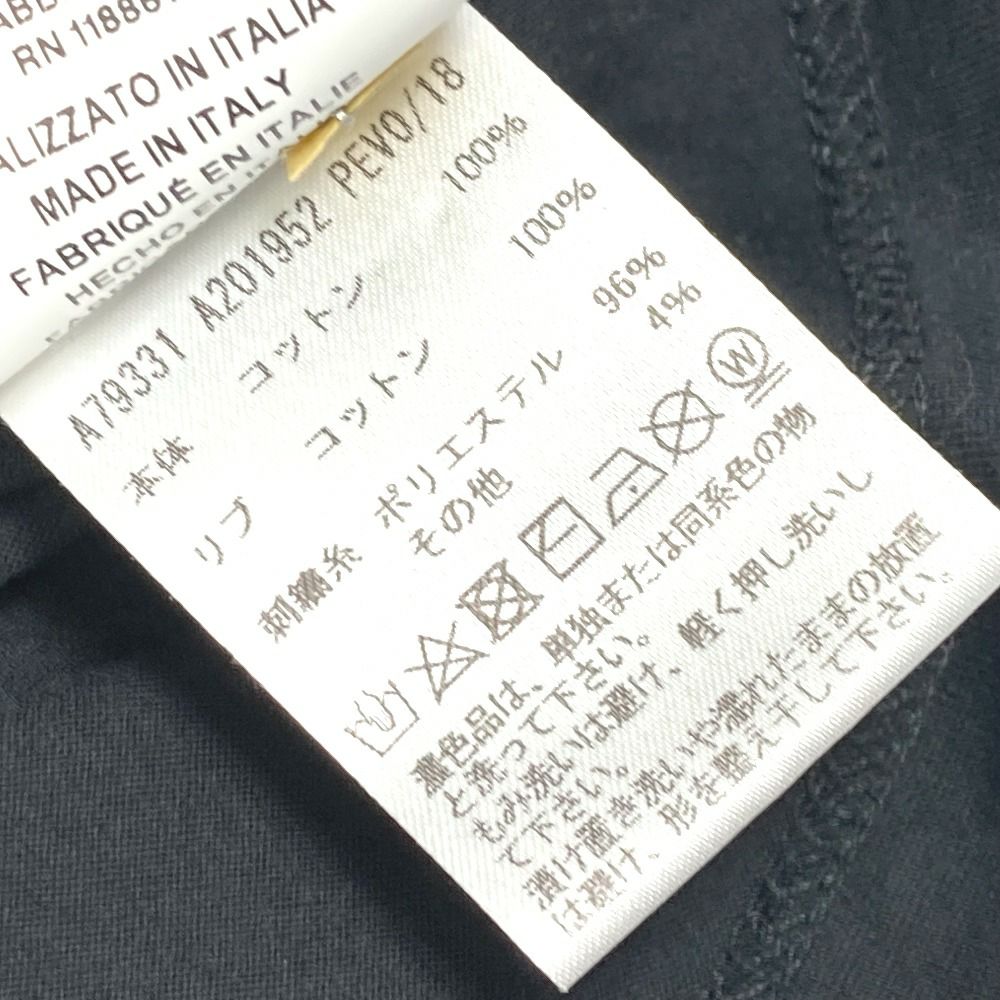 RN 1188
ALIZZATO IN ITALIA
MADE IN ITALY
FABRIQUÉ EN ITALIE
HECHO EN
A79331 A201952 PEV0/18
本体 コットン 100%
リブ コットン 100%
刺繍糸 ポリエステル 96%
その他 4%
W
濃色品は、単独または同系色の物
と洗って下さい。
もみ洗いは避け、軽く押し洗いし
て下さい。
漬け置き洗いや濡れたままの放置
は避け、形を整え干して下さい。